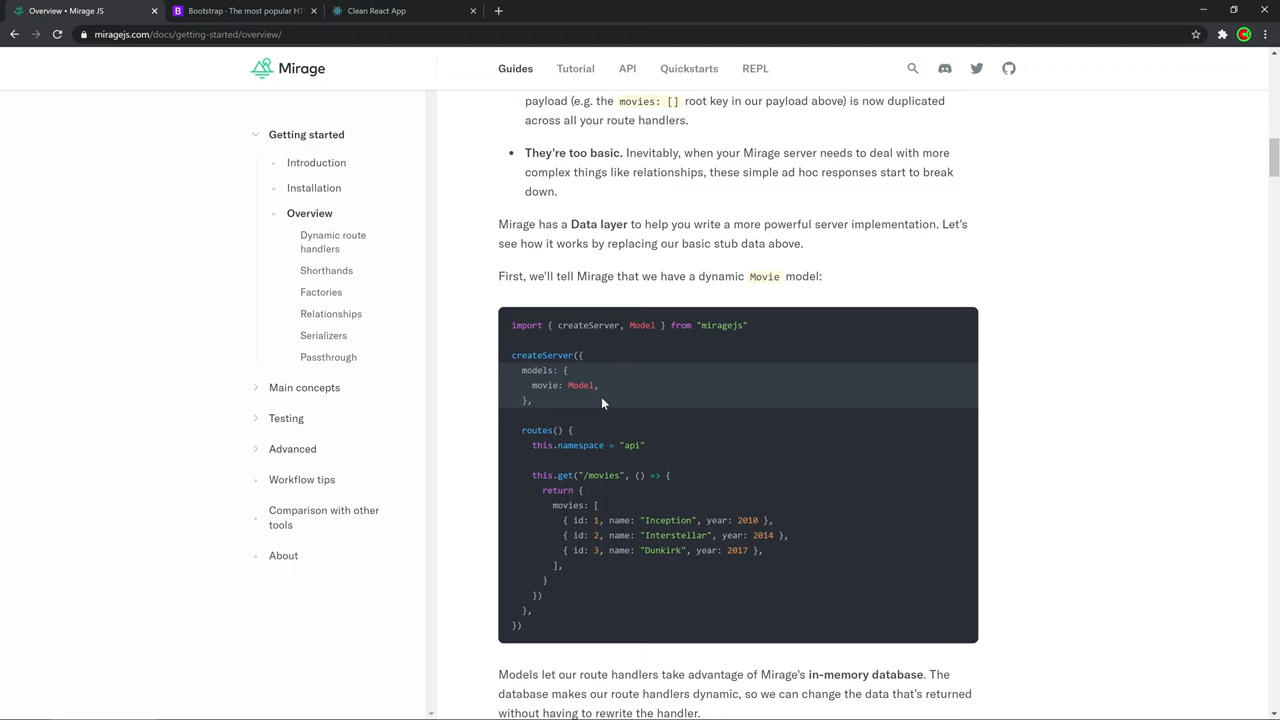 Overview • Mirage JS
Bootstrap · The most popular HT
Clean React App
miragejs.com/docs/getting-started/overview/
Mirage
Guides
Tutorial
API
Quickstarts
REPL
Getting started
Introduction
Installation
Overview
Dynamic route
handlers
Shorthands
Factories
Relationships
Serializers
Passthrough
Main concepts
Testing
Advanced
Workflow tips
Comparison with other
tools
About
payload (e.g. the movies: [] root key in our payload above) is now duplicated
across all your route handlers.
• They're too basic. Inevitably, when your Mirage server needs to deal with more
complex things like relationships, these simple ad hoc responses start to break
down.
Mirage has a Data layer to help you write a more powerful server implementation. Let's
see how it works by replacing our basic stub data above.
First, we'll tell Mirage that we have a dynamic Movie model:
import { createServer, Model } from "miragejs"
createServer({
models: {
movie: Model,
},
routes() {
this.namespace = "api"
this.get("/movies", () => {
return {
movies: [
{ id: 1, name: "Inception", year: 2010 },
{ id: 2, name: "Interstellar", year: 2014 },
{ id: 3, name: "Dunkirk", year: 2017 },
],
}
})
},
})
Models let our route handlers take advantage of Mirage's in-memory database. The
database makes our route handlers dynamic, so we can change the data that's returned
without having to rewrite the handler.